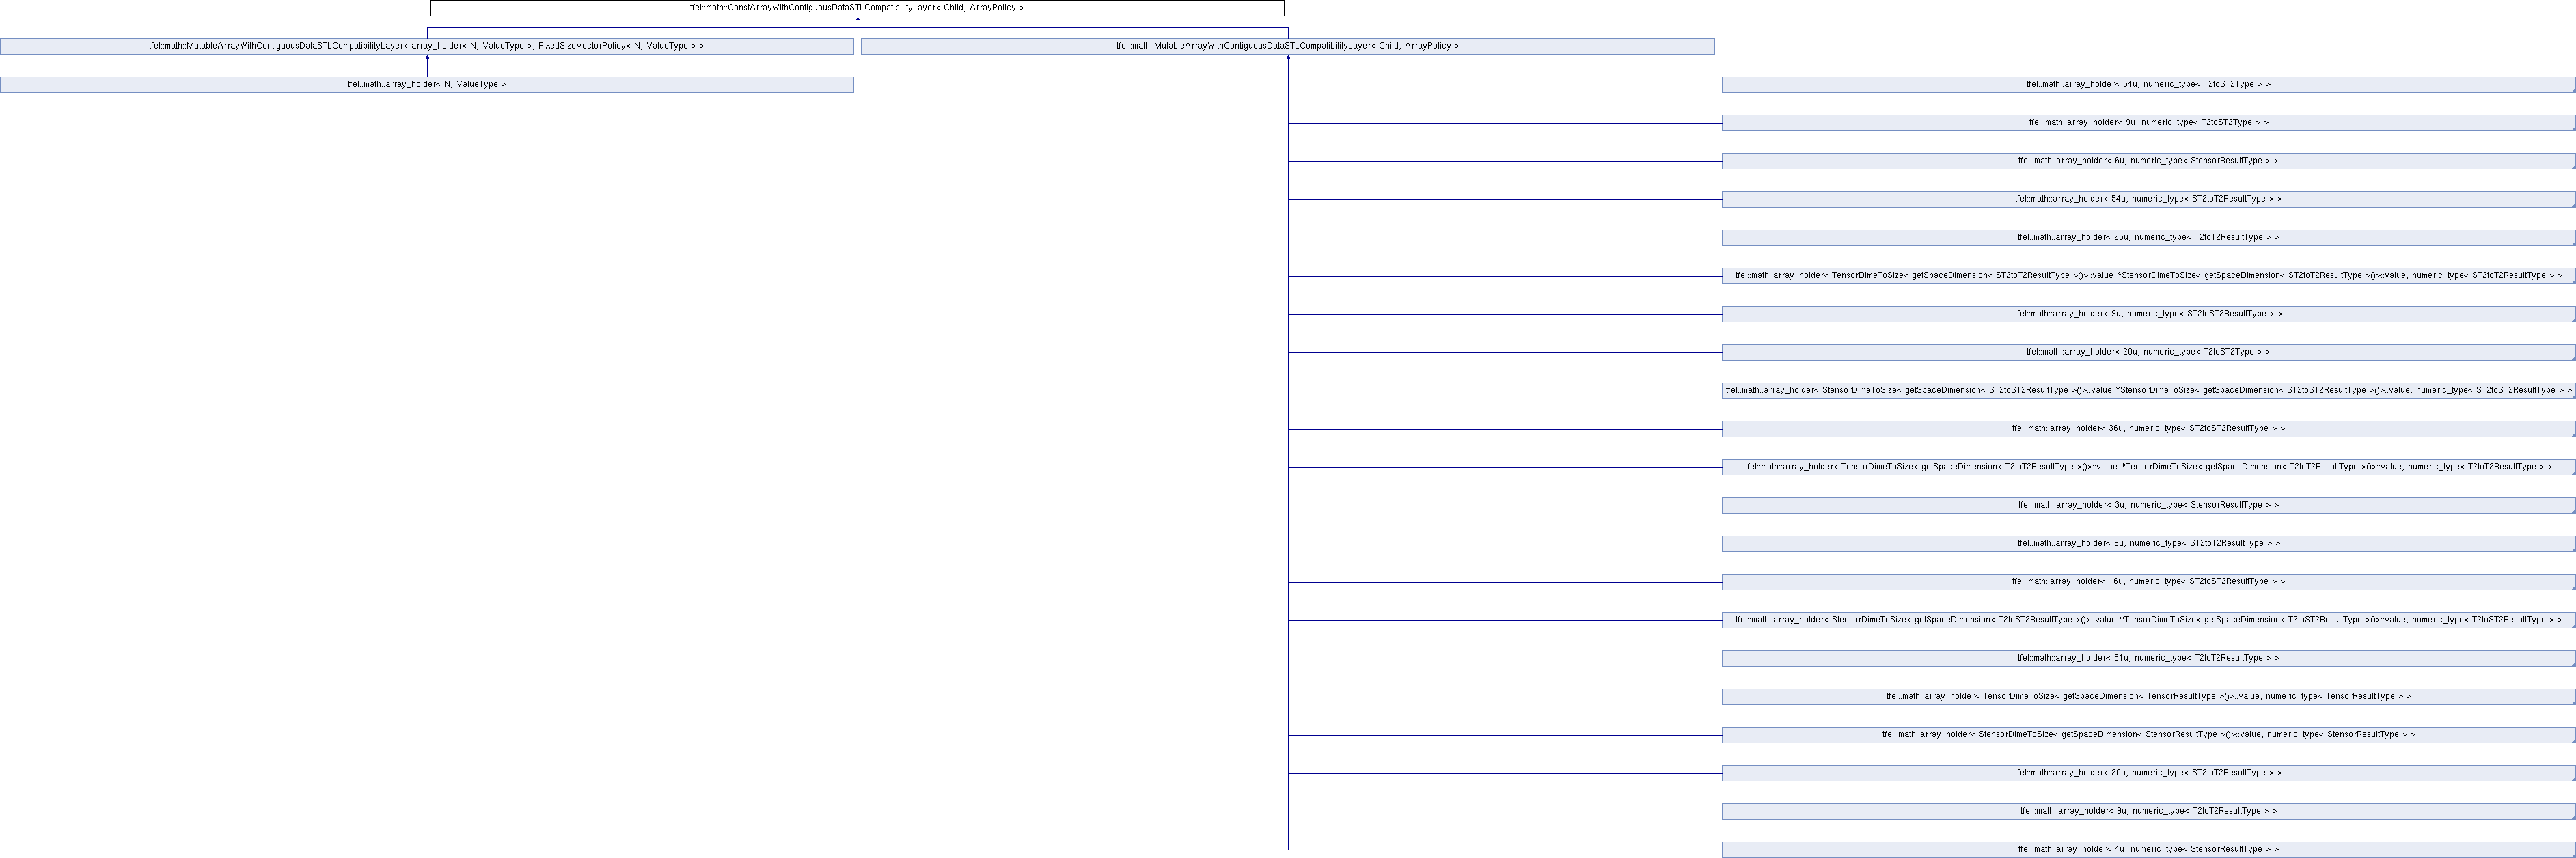 tfel::math::ConstArrayWithContiguousDataSTLCompatibilityLayer< Child, ArrayPolicy >
tfel::math::MutableArrayWithContiguousDataSTLCompatibilityLayer< array_holder< N, ValueType >, FixedSizeVectorPolicy< N, ValueType > >
tfel::math::MutableArrayWithContiguousDataSTLCompatibilityLayer< Child, ArrayPolicy >
tfel::math::array_holder< N, ValueType >
tfel::math::array_holder< 54u, numeric_type< T2toST2Type > >
tfel::math::array_holder< 9u, numeric_type< T2toST2Type > >
tfel::math::array_holder< 6u, numeric_type< StensorResultType > >
tfel::math::array_holder< 54u, numeric_type< ST2toT2ResultType > >
tfel::math::array_holder< 25u, numeric_type< T2toT2ResultType > >
tfel::math::array_holder< TensorDimeToSize< getSpaceDimension< ST2toT2ResultType >()>::value *StensorDimeToSize< getSpaceDimension< ST2toT2ResultType >()>::value, numeric_type< ST2toT2ResultType > >
tfel::math::array_holder< 9u, numeric_type< ST2toST2ResultType > >
tfel::math::array_holder< 20u, numeric_type< T2toST2Type > >
tfel::math::array_holder< StensorDimeToSize< getSpaceDimension< ST2toST2ResultType >()>::value *StensorDimeToSize< getSpaceDimension< ST2toST2ResultType >()>::value, numeric_type< ST2toST2ResultType > >
tfel::math::array_holder< 36u, numeric_type< ST2toST2ResultType > >
tfel::math::array_holder< TensorDimeToSize< getSpaceDimension< T2toT2ResultType >()>::value *TensorDimeToSize< getSpaceDimension< T2toT2ResultType >()>::value, numeric_type< T2toT2ResultType > >
tfel::math::array_holder< 3u, numeric_type< StensorResultType > >
tfel::math::array_holder< 9u, numeric_type< ST2toT2ResultType > >
tfel::math::array_holder< 16u, numeric_type< ST2toST2ResultType > >
tfel::math::array_holder< StensorDimeToSize< getSpaceDimension< T2toST2ResultType >()>::value *TensorDimeToSize< getSpaceDimension< T2toST2ResultType >()>::value, numeric_type< T2toST2ResultType > >
tfel::math::array_holder< 81u, numeric_type< T2toT2ResultType > >
tfel::math::array_holder< TensorDimeToSize< getSpaceDimension< TensorResultType >()>::value, numeric_type< TensorResultType > >
tfel::math::array_holder< StensorDimeToSize< getSpaceDimension< StensorResultType >()>::value, numeric_type< StensorResultType > >
tfel::math::array_holder< 20u, numeric_type< ST2toT2ResultType > >
tfel::math::array_holder< 9u, numeric_type< T2toT2ResultType > >
tfel::math::array_holder< 4u, numeric_type< StensorResultType > >